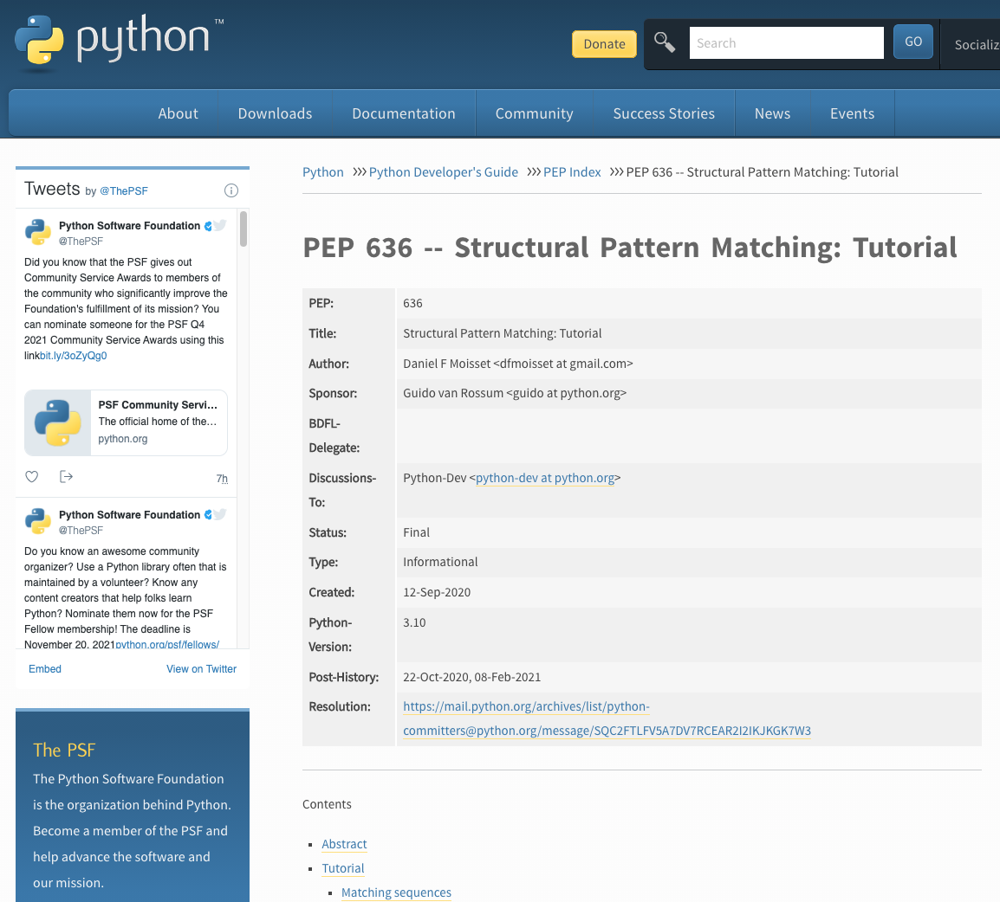 python™
Donate
Search
GO
Socializ
About
Downloads
Documentation
Community
Success Stories
News
Events
Tweets by @ThePSF
Python Software Foundation
@ThePSF
Did you know that the PSF gives out
Community Service Awards to members of
the community who significantly improve the
Foundation's fulfillment of its mission? You
can nominate someone for the PSF Q4
2021 Community Service Awards using this
linkbit.ly/3oZyQg0
PSF Community Servi...
The official home of the...
python.org
7h
Python Software Foundation
@ThePSF
Do you know an awesome community
organizer? Use a Python library often that is
maintained by a volunteer? Know any
content creators that help folks learn
Python? Nominate them now for the PSF
Fellow membership! The deadline is
November 20, 2021python.org/psf/fellows/
Embed
View on Twitter
The PSF
The Python Software Foundation
is the organization behind Python.
Become a member of the PSF and
help advance the software and
our mission.
Python >>> Python Developer's Guide >>> PEP Index >>> PEP 636 -- Structural Pattern Matching: Tutorial
PEP 636 -- Structural Pattern Matching: Tutorial
PEP: 636
Title: Structural Pattern Matching: Tutorial
Author: Daniel F Moisset <dfmoisset at gmail.com>
Sponsor: Guido van Rossum <guido at python.org>
BDFL-
Delegate:
Discussions- Python-Dev <python-dev at python.org>
To:
Status: Final
Type: Informational
Created: 12-Sep-2020
Python- 3.10
Version:
Post-History: 22-Oct-2020, 08-Feb-2021
Resolution: https://mail.python.org/archives/list/python-
committers@python.org/message/SQC2FTLFV5A7DV7RCEAR2I2IKJKGK7W3
Contents
Abstract
Tutorial
Matching sequences